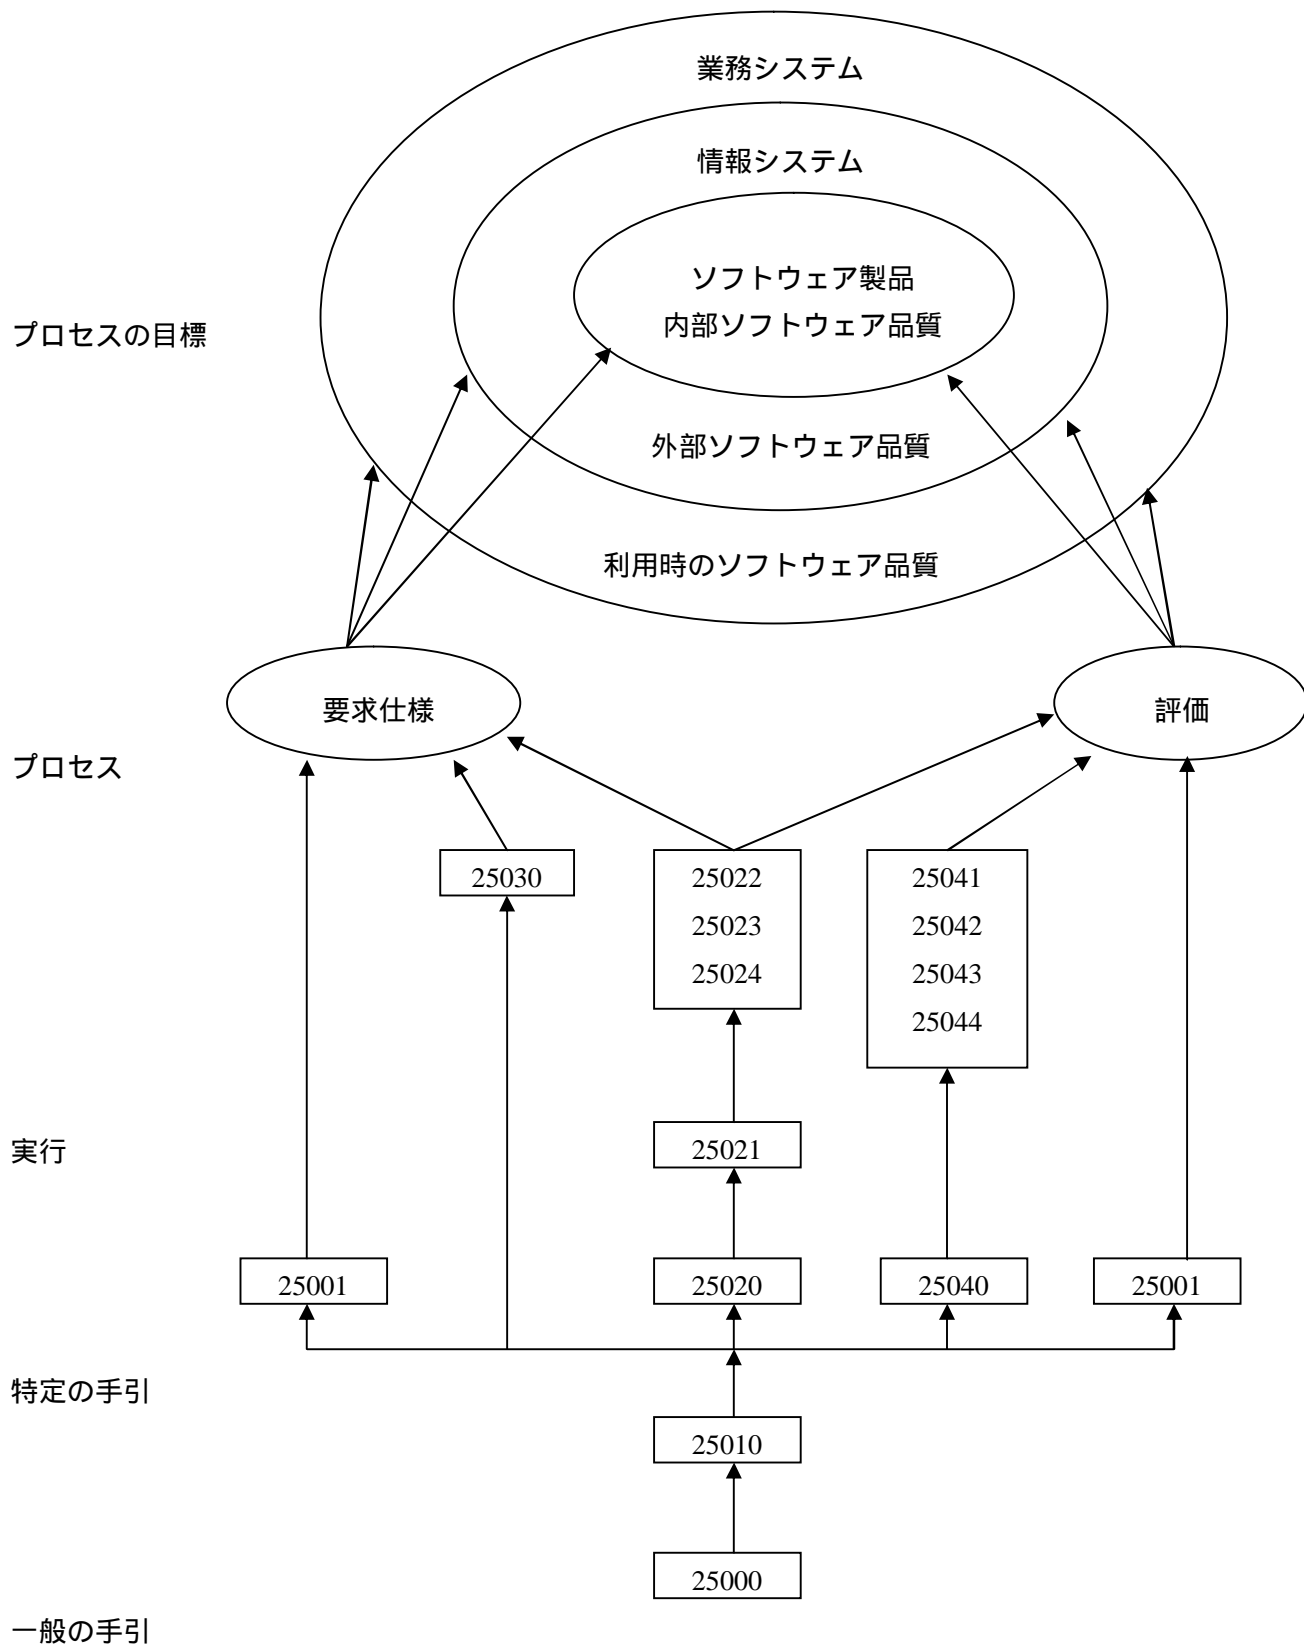 業務システム
情報システム
ソフトウェア製品
内部ソフトウェア品質
プロセスの目標
外部ソフトウェア品質
利用時のソフトウェア品質
要求仕様
評価
プロセス
25030
25022
25023
25024
25041
25042
25043
25044
実行
25021
25001
25020
25040
25001
特定の手引
25010
25000
一般の手引